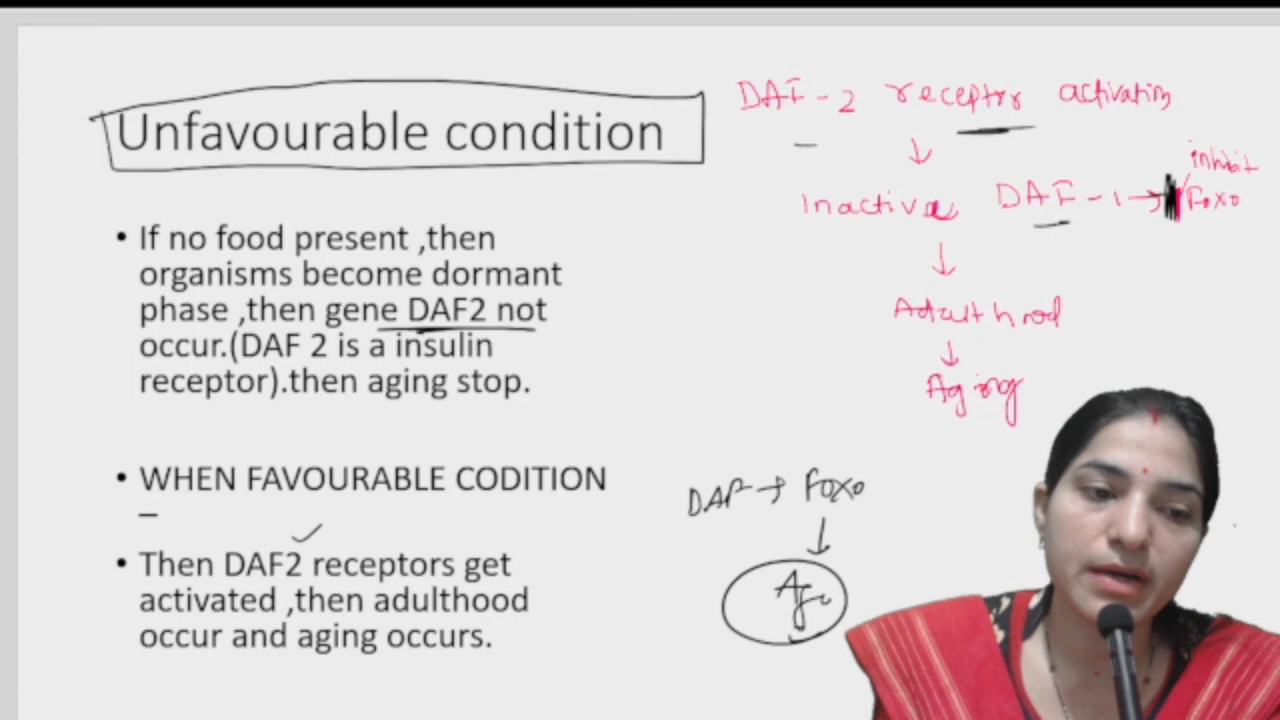 Unfavourable condition
• If no food present ,then
organisms become dormant
phase ,then gene DAF2 not
occur.(DAF 2 is a insulin
receptor).then aging stop.
• WHEN FAVOURABLE CODITION
–
• Then DAF2 receptors get
activated ,then adulthood
occur and aging occurs.
DAF-2 receptor activation
↓
Inactive DAF-1 → Foxo
inhibit
↓
Adulthood
↓
Aging
DAF → Foxo
↓